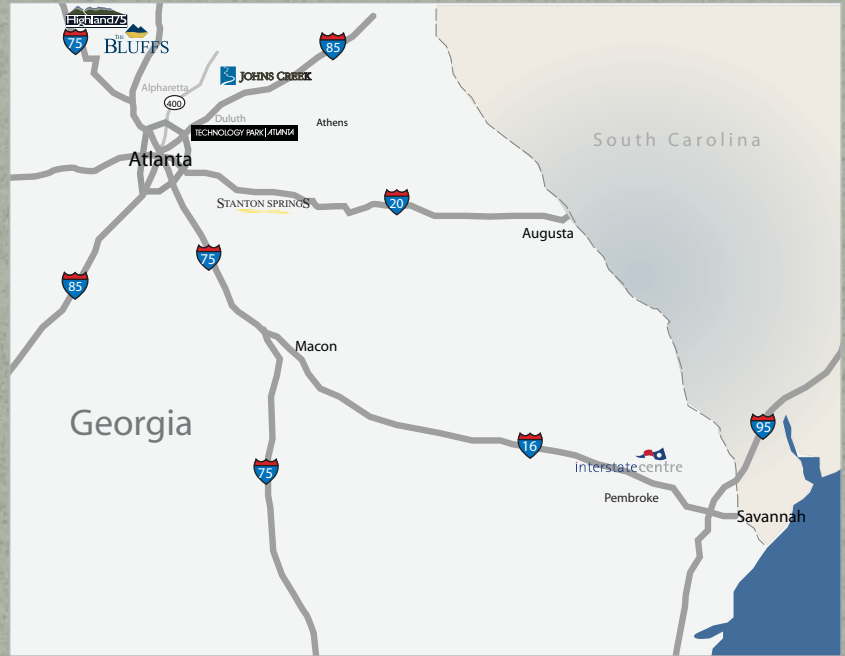 Highland75
75
THE
BLUFFS
85
JOHNS CREEK
Alpharetta
400
Duluth
Athens
TECHNOLOGY PARK | ATLANTA
South Carolina
Atlanta
STANTON SPRINGS
20
Augusta
75
85
Macon
Georgia
95
16
interstatecentre
75
Pembroke
Savannah